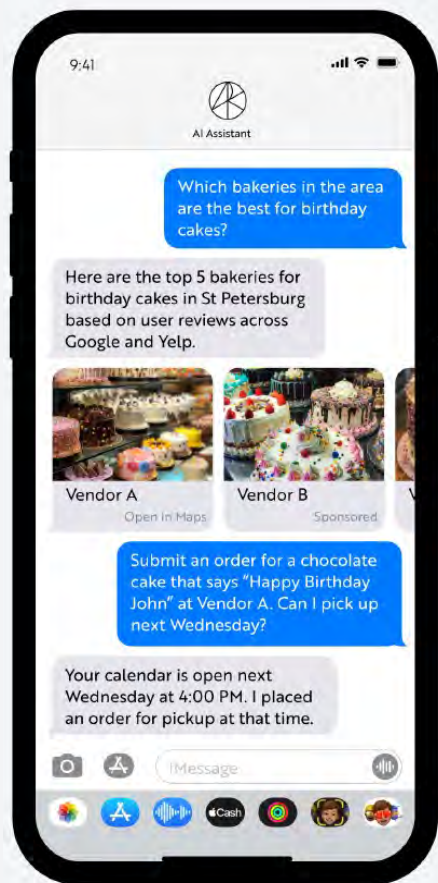 9:41
AI Assistant
Which bakeries in the area
are the best for birthday
cakes?
Here are the top 5 bakeries for
birthday cakes in St Petersburg
based on user reviews across
Google and Yelp.
Vendor A
Open in Maps
Vendor B
Sponsored
V
Submit an order for a chocolate
cake that says “Happy Birthday
John” at Vendor A. Can I pick up
next Wednesday?
Your calendar is open next
Wednesday at 4:00 PM. I placed
an order for pickup at that time.
iMessage
Cash